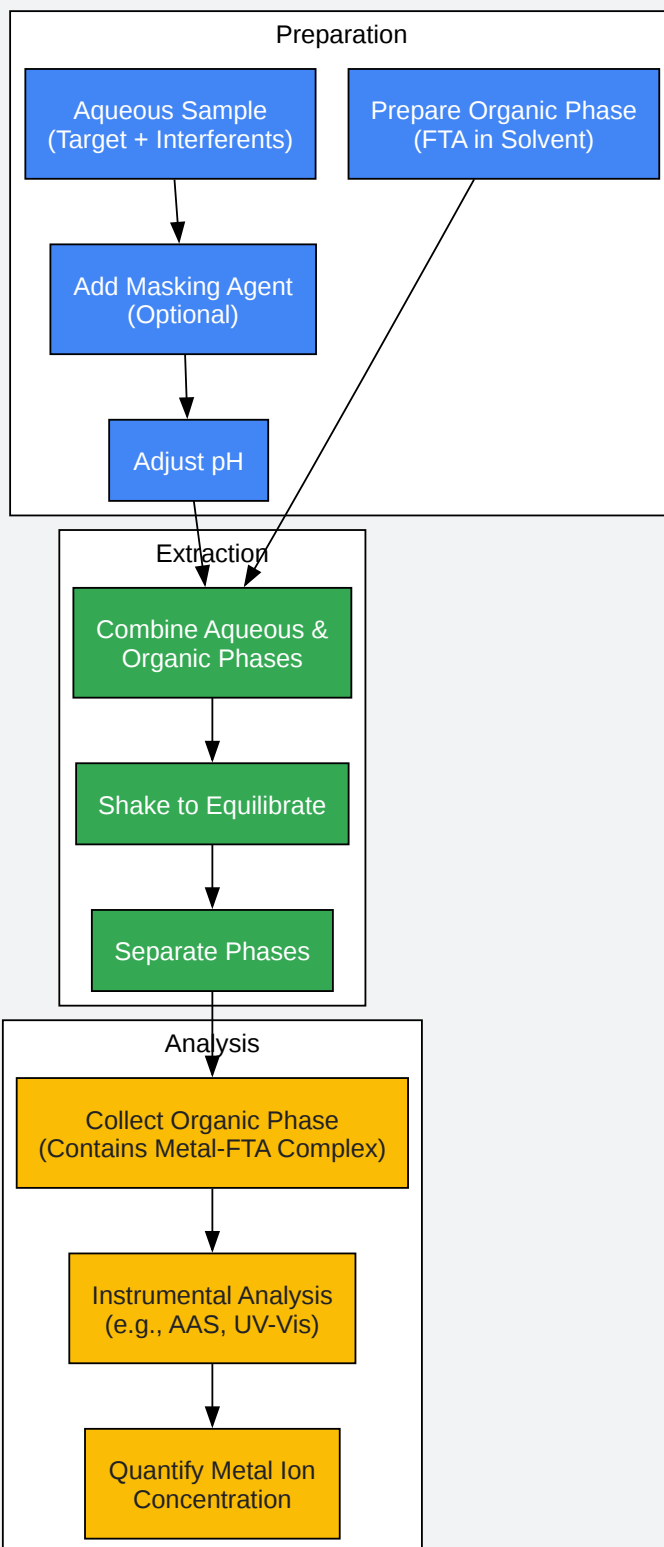 Preparation
Aqueous Sample
(Target + Interferents)
Prepare Organic Phase
(FTA in Solvent)
Add Masking Agent
(Optional)
Adjust pH
Extraction
Combine Aqueous &
Organic Phases
Shake to Equilibrate
Separate Phases
Analysis
Collect Organic Phase
(Contains Metal-FTA Complex)
Instrumental Analysis
(e.g., AAS, UV-Vis)
Quantify Metal Ion
Concentration